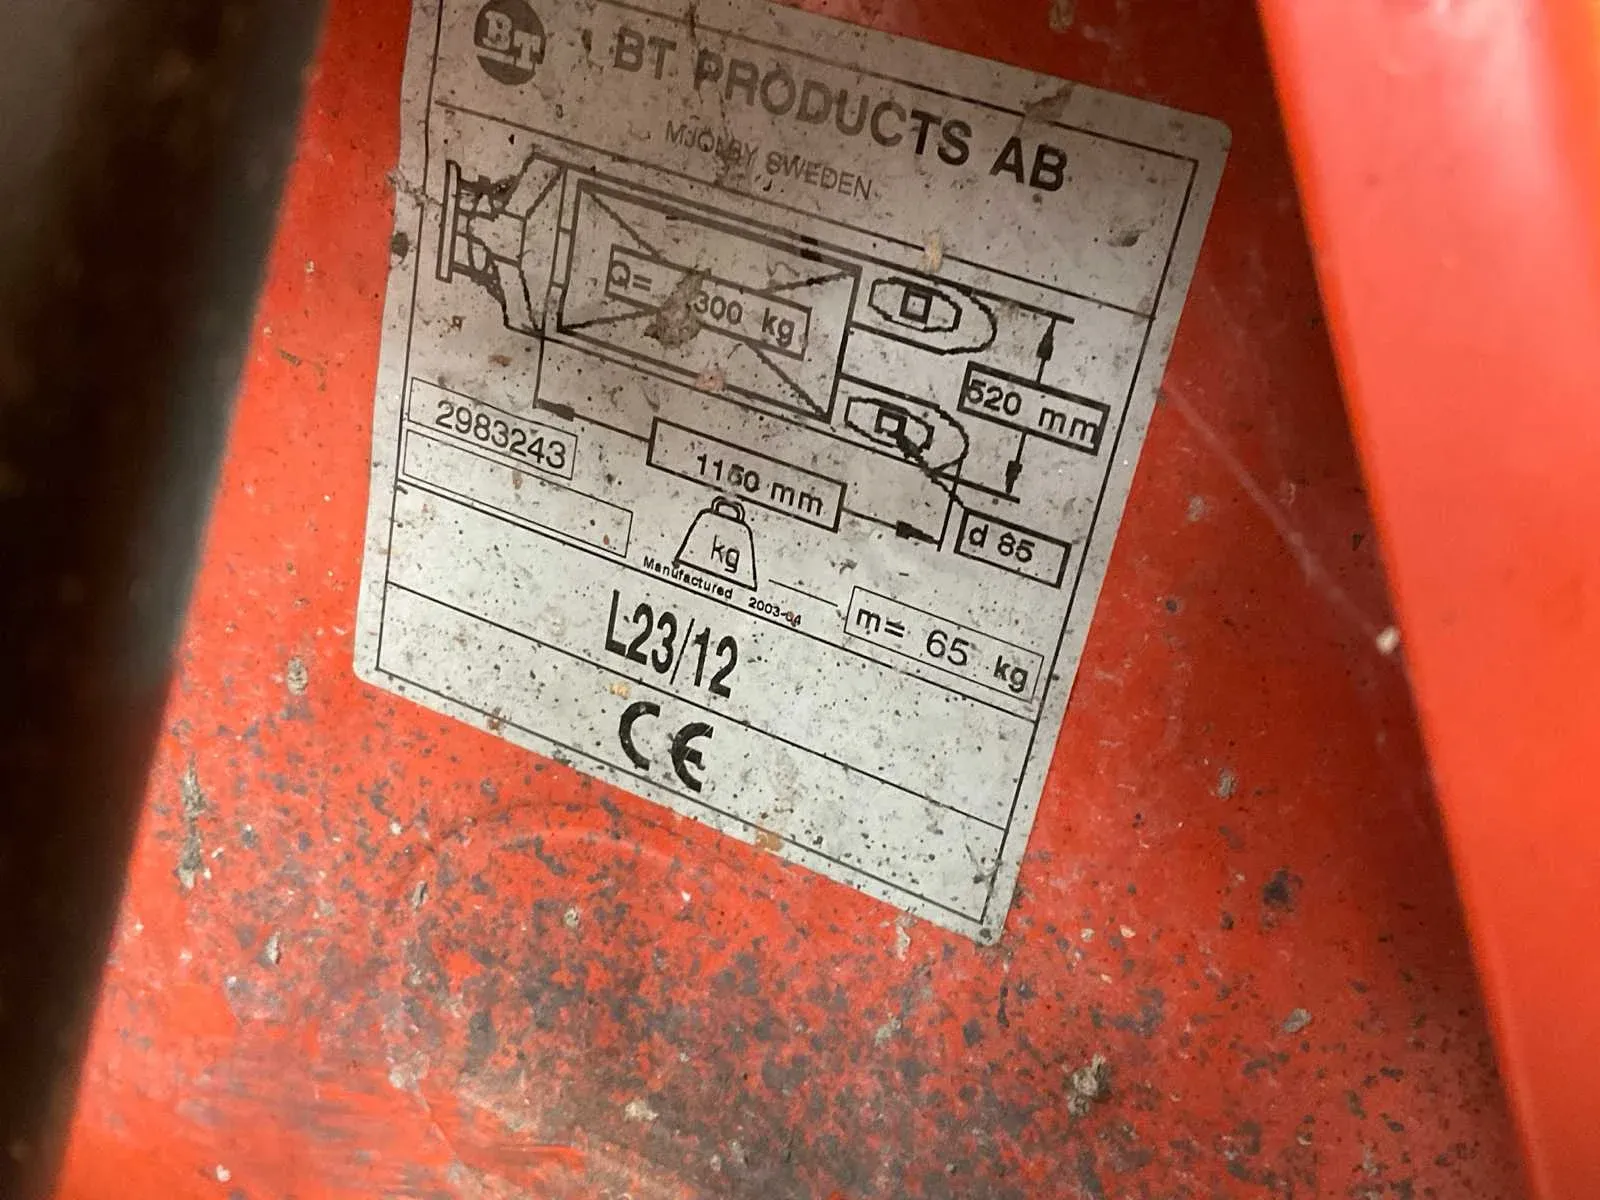 BT
BT PRODUCTS AB
MJÖLBY SWEDEN
Q= 300 kg
520 mm
2983243
1150 mm
d 85
kg
Manufactured 2003-04
m= 65 kg
L23/12
CE